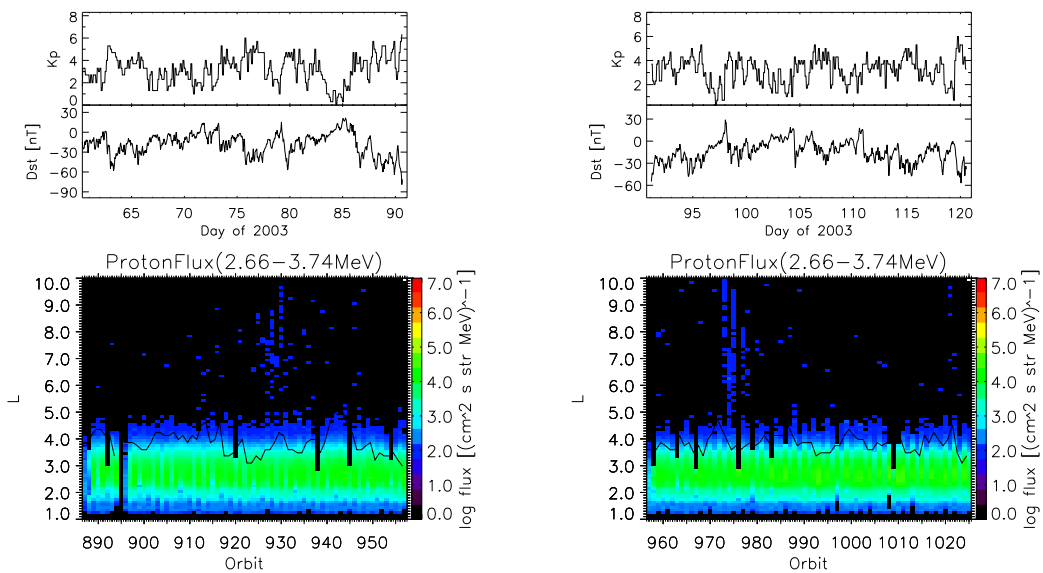 8
6
4
2
Kp
30
0
−30
−60
−90
Dst [nT]
65 70 75 80 85 90
Day of 2003
ProtonFlux(2.66−3.74MeV)
10.0
9.0
8.0
7.0
6.0
5.0
4.0
3.0
2.0
1.0
L
890 900 910 920 930 940 950
Orbit
7.0
6.0
5.0
4.0
3.0
2.0
1.0
0.0
log flux [(cm^2 s str MeV)^−1]
8
6
4
2
Kp
30
0
−30
−60
Dst [nT]
95 100 105 110 115 120
Day of 2003
ProtonFlux(2.66−3.74MeV)
10.0
9.0
8.0
7.0
6.0
5.0
4.0
3.0
2.0
1.0
L
960 970 980 990 1000 1010 1020
Orbit
7.0
6.0
5.0
4.0
3.0
2.0
1.0
0.0
log flux [(cm^2 s str MeV)^−1]